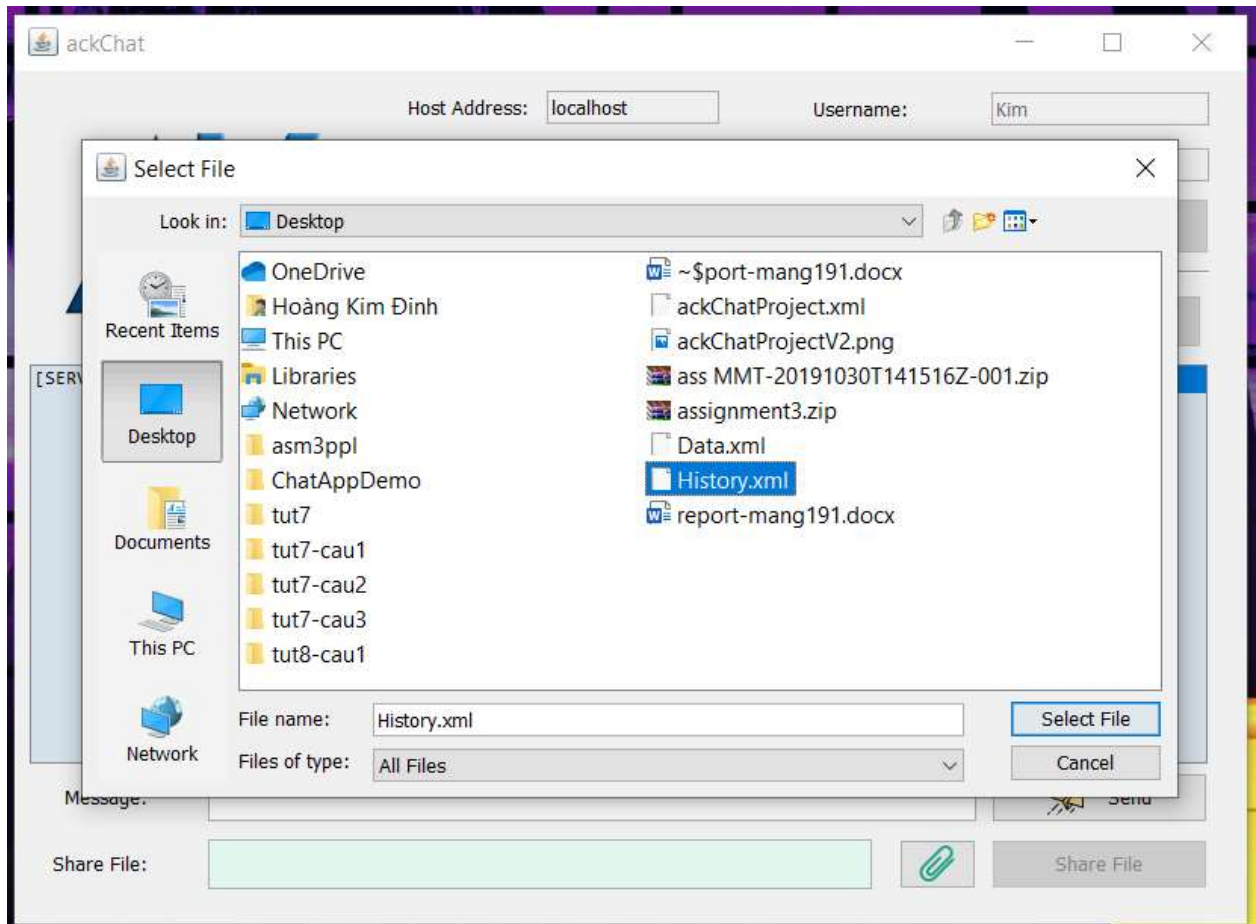 ackChat
Host Address: localhost Username: Kim
Select File
Look in: Desktop
Recent Items
Desktop
Documents
This PC
Network
OneDrive
Hoàng Kim Đinh
This PC
Libraries
Network
asm3ppl
ChatAppDemo
tut7
tut7-cau1
tut7-cau2
tut7-cau3
tut8-cau1
~$port-mang191.docx
ackChatProject.xml
ackChatProjectV2.png
ass MMT-20191030T141516Z-001.zip
assignment3.zip
Data.xml
History.xml
report-mang191.docx
File name: History.xml Select File
Files of type: All Files Cancel
[SERV
Message: Send
Share File: Share File